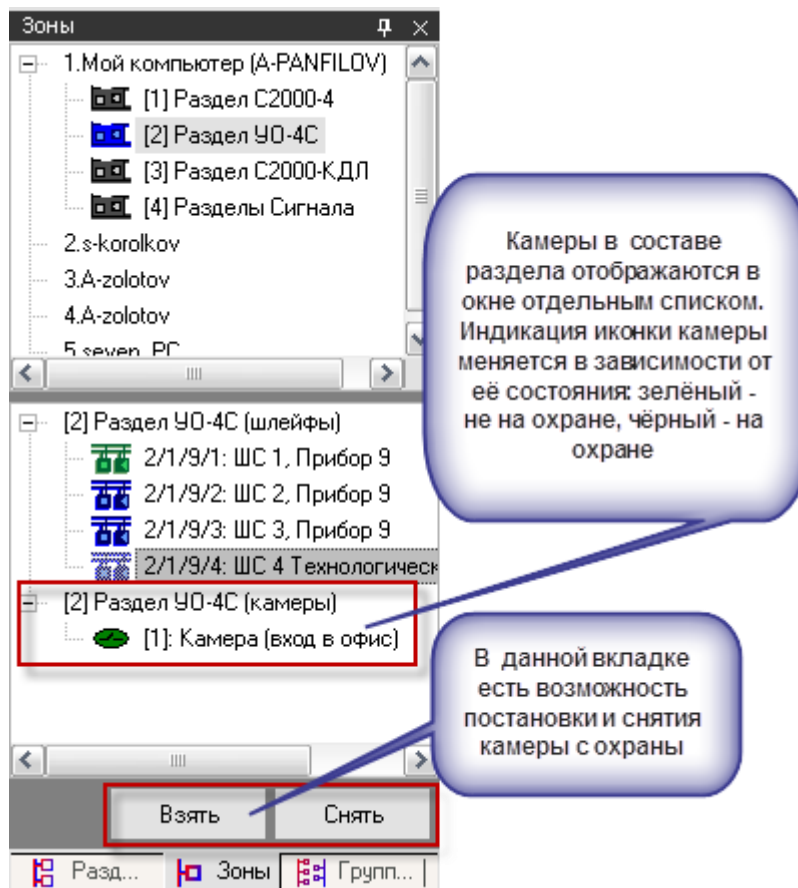 Зоны
1.Мой компьютер (A-PANFILOV)
[1] Раздел С2000-4
[2] Раздел УО-4С
[3] Раздел С2000-КДЛ
[4] Разделы Сигнала
2.s-korolkov
3.A-zolotov
4.A-zolotov
5.seven_PC
[2] Раздел УО-4С (шлейфы)
2/1/9/1: ШС 1, Прибор 9
2/1/9/2: ШС 2, Прибор 9
2/1/9/3: ШС 3, Прибор 9
2/1/9/4: ШС 4 Технологическ
[2] Раздел УО-4С (камеры)
[1]: Камера (вход в офис)
Взять Снять
Разд... Зоны Групп...
Камеры в составе
раздела отображаются в
окне отдельным списком.
Индикация иконки камеры
меняется в зависимости от
её состояния: зелёный -
не на охране, чёрный - на
охране
В данной вкладке
есть возможность
постановки и снятия
камеры с охраны